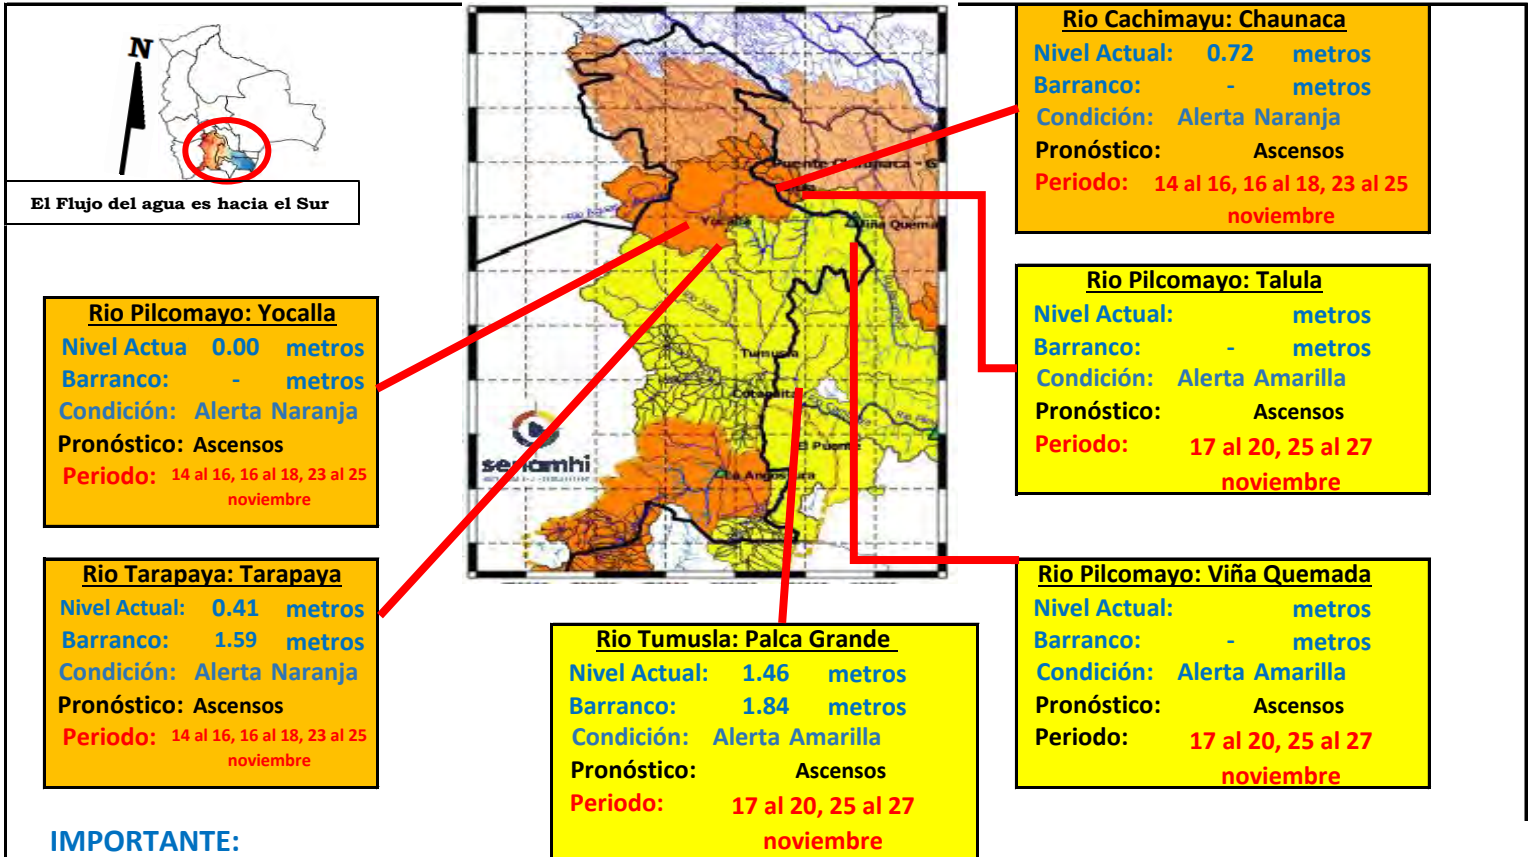 N
El Flujo del agua es hacia el Sur
Rio Pilcomayo: Yocalla
Nivel Actua 0.00 metros
Barranco: - metros
Condición: Alerta Naranja
Pronóstico: Ascensos
Periodo: 14 al 16, 16 al 18, 23 al 25
noviembre
Rio Tarapaya: Tarapaya
Nivel Actual: 0.41 metros
Barranco: 1.59 metros
Condición: Alerta Naranja
Pronóstico: Ascensos
Periodo: 14 al 16, 16 al 18, 23 al 25
noviembre
IMPORTANTE:
Yocalla
Viña Quema
Tumusla
Cotagaita
El Puente
La Angostura
senamhi
Rio Tumusla: Palca Grande
Nivel Actual: 1.46 metros
Barranco: 1.84 metros
Condición: Alerta Amarilla
Pronóstico: Ascensos
Periodo: 17 al 20, 25 al 27
noviembre
Rio Cachimayu: Chaunaca
Nivel Actual: 0.72 metros
Barranco: - metros
Condición: Alerta Naranja
Pronóstico: Ascensos
Periodo: 14 al 16, 16 al 18, 23 al 25
noviembre
Rio Pilcomayo: Talula
Nivel Actual: metros
Barranco: - metros
Condición: Alerta Amarilla
Pronóstico: Ascensos
Periodo: 17 al 20, 25 al 27
noviembre
Rio Pilcomayo: Viña Quemada
Nivel Actual: metros
Barranco: - metros
Condición: Alerta Amarilla
Pronóstico: Ascensos
Periodo: 17 al 20, 25 al 27
noviembre